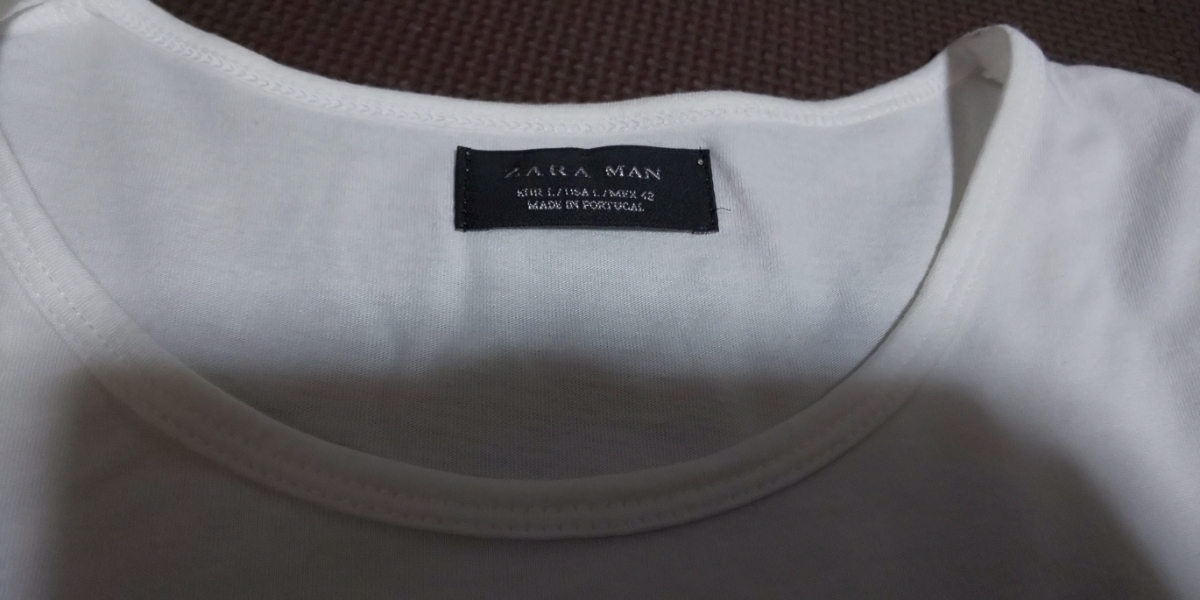 ZARA MAN
EUR L / USA L / MEX 42
MADE IN PORTUGAL